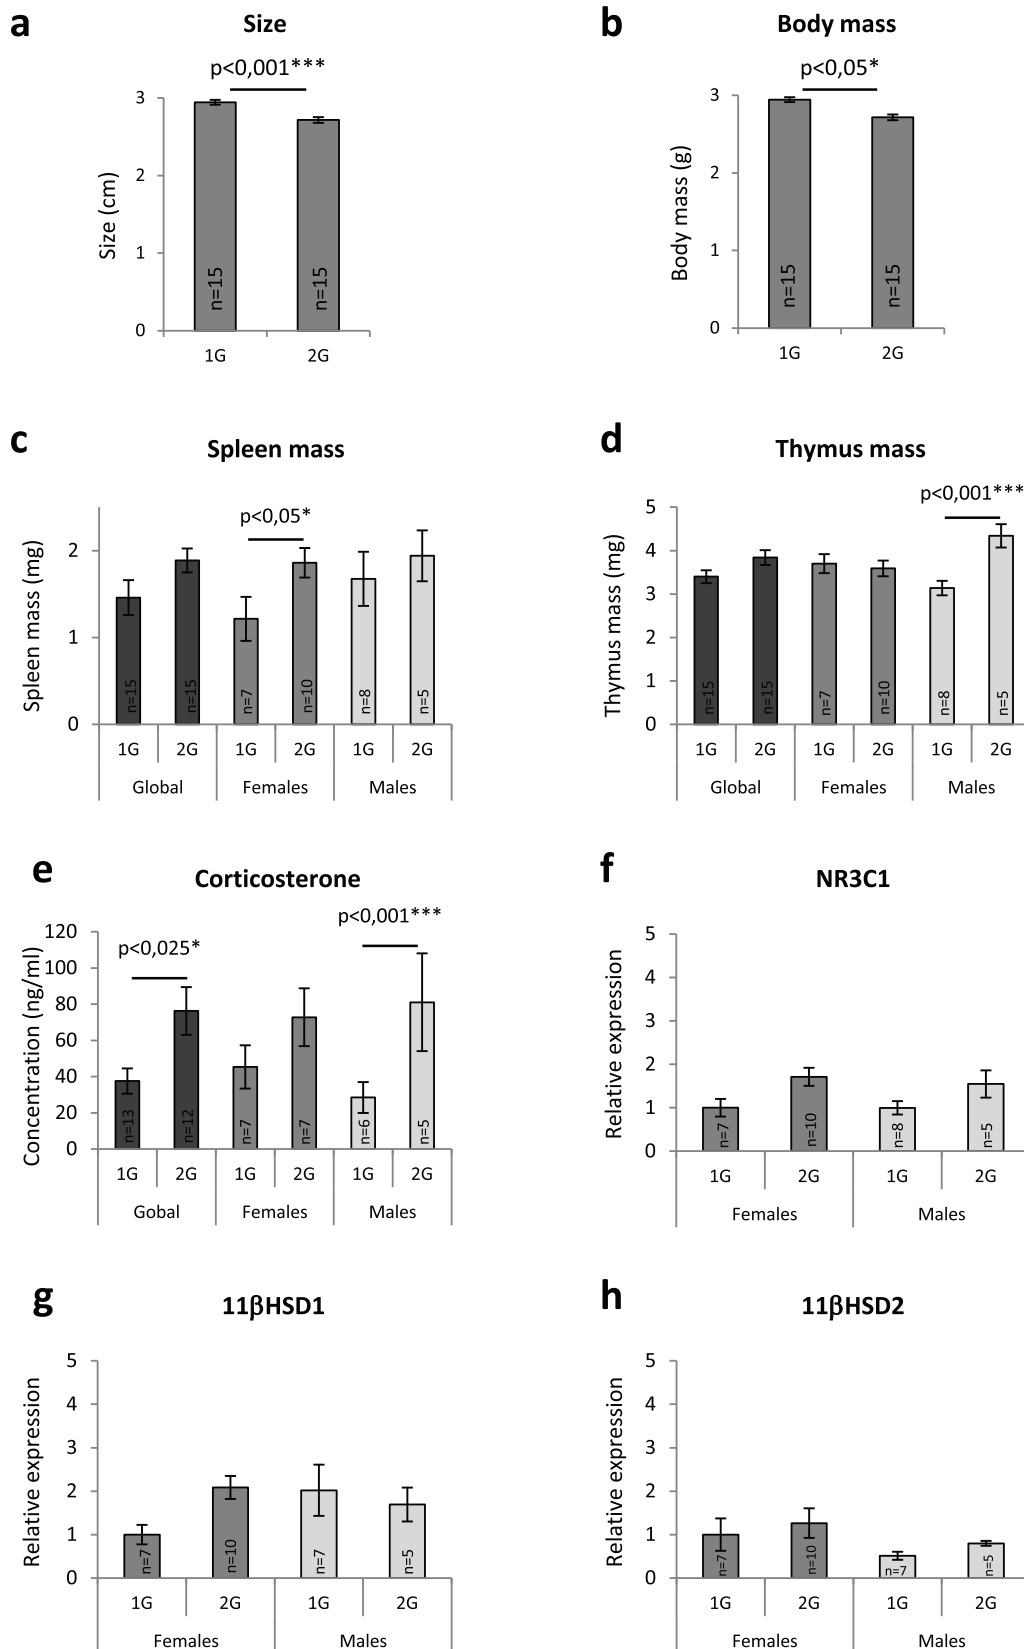 a
Size
p<0,001***
Size (cm)
3
2
1
0
n=15
n=15
1G
2G
b
Body mass
p<0,05*
Body mass (g)
3
2
1
0
n=15
n=15
1G
2G
c
Spleen mass
p<0,05*
Spleen mass (mg)
2
1
0
n=15
n=15
n=7
n=10
n=8
n=5
1G 2G 1G 2G 1G 2G
Global Females Males
d
Thymus mass
p<0,001***
Thymus mass (mg)
5
4
3
2
1
0
n=15
n=15
n=7
n=10
n=8
n=5
1G 2G 1G 2G 1G 2G
Global Females Males
e
Corticosterone
p<0,001***
p<0,025*
Concentration (ng/ml)
120
100
80
60
40
20
0
n=13
n=12
n=7
n=7
n=6
n=5
1G 2G 1G 2G 1G 2G
Gobal Females Males
f
NR3C1
Relative expression
5
4
3
2
1
0
n=7
n=10
n=8
n=5
1G 2G 1G 2G
Females Males
g
11βHSD1
Relative expression
5
4
3
2
1
0
n=7
n=10
n=7
n=5
1G 2G 1G 2G
Females Males
h
11βHSD2
Relative expression
5
4
3
2
1
0
n=7
n=10
n=7
n=5
1G 2G 1G 2G
Females Males